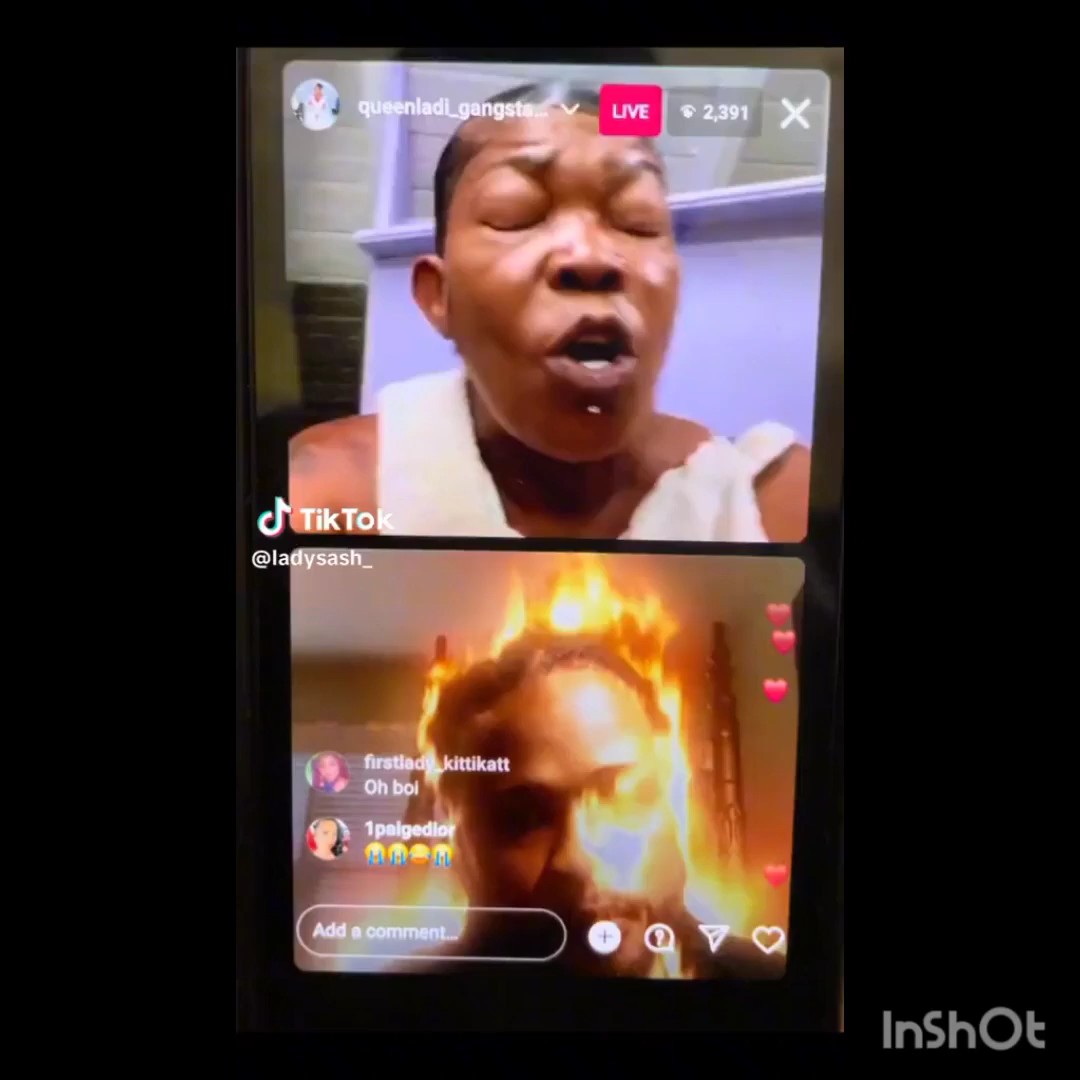 queenladi_gangsta...
LIVE
2,391
TikTok
@ladysash_
firstlady_kittikatt
Oh boi
1paigedior
😭😭😂😭
Add a comment...
InShOt